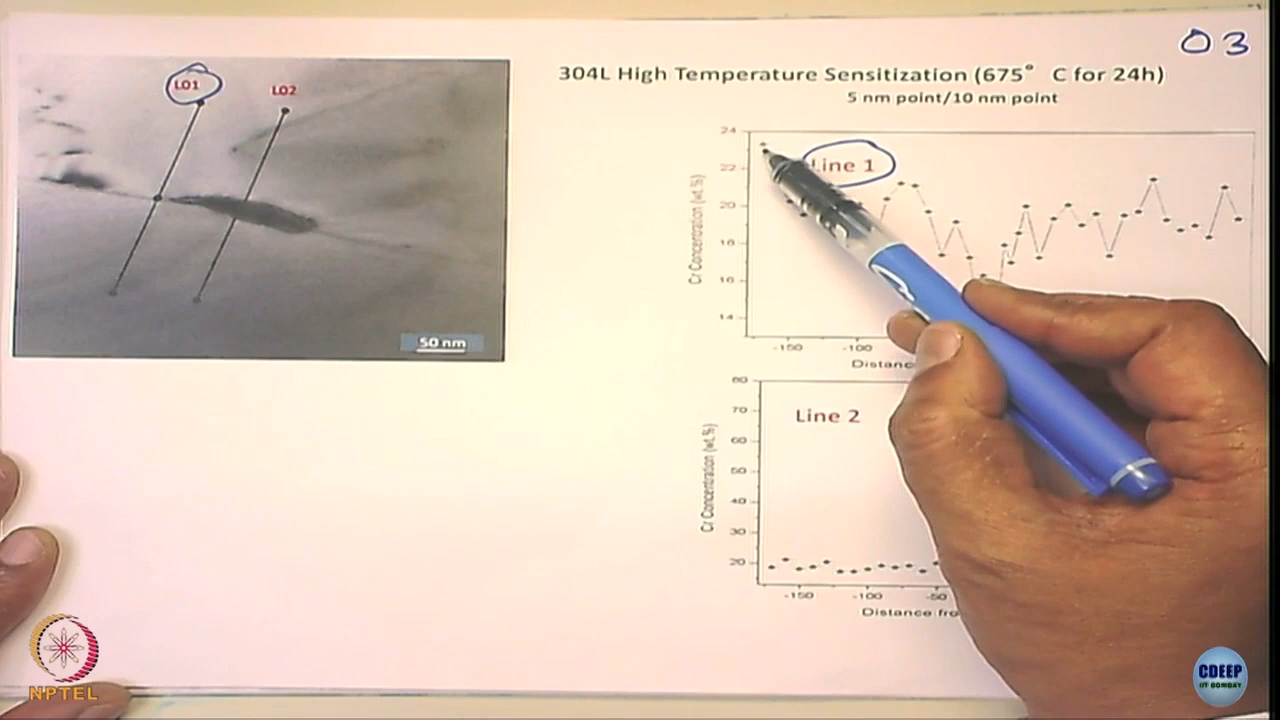 03
304L High Temperature Sensitization (675° C for 24h)
5 nm point/10 nm point
LO1
LO2
50 nm
Line 1
Cr Concentration (wt.%)
24
22
20
18
16
14
-150
-100
Distanc
Line 2
Cr Concentration (wt.%)
80
70
60
50
40
30
20
-150
-100
-50
Distance fro
NPTEL
CDEEP
IIT BOMBAY